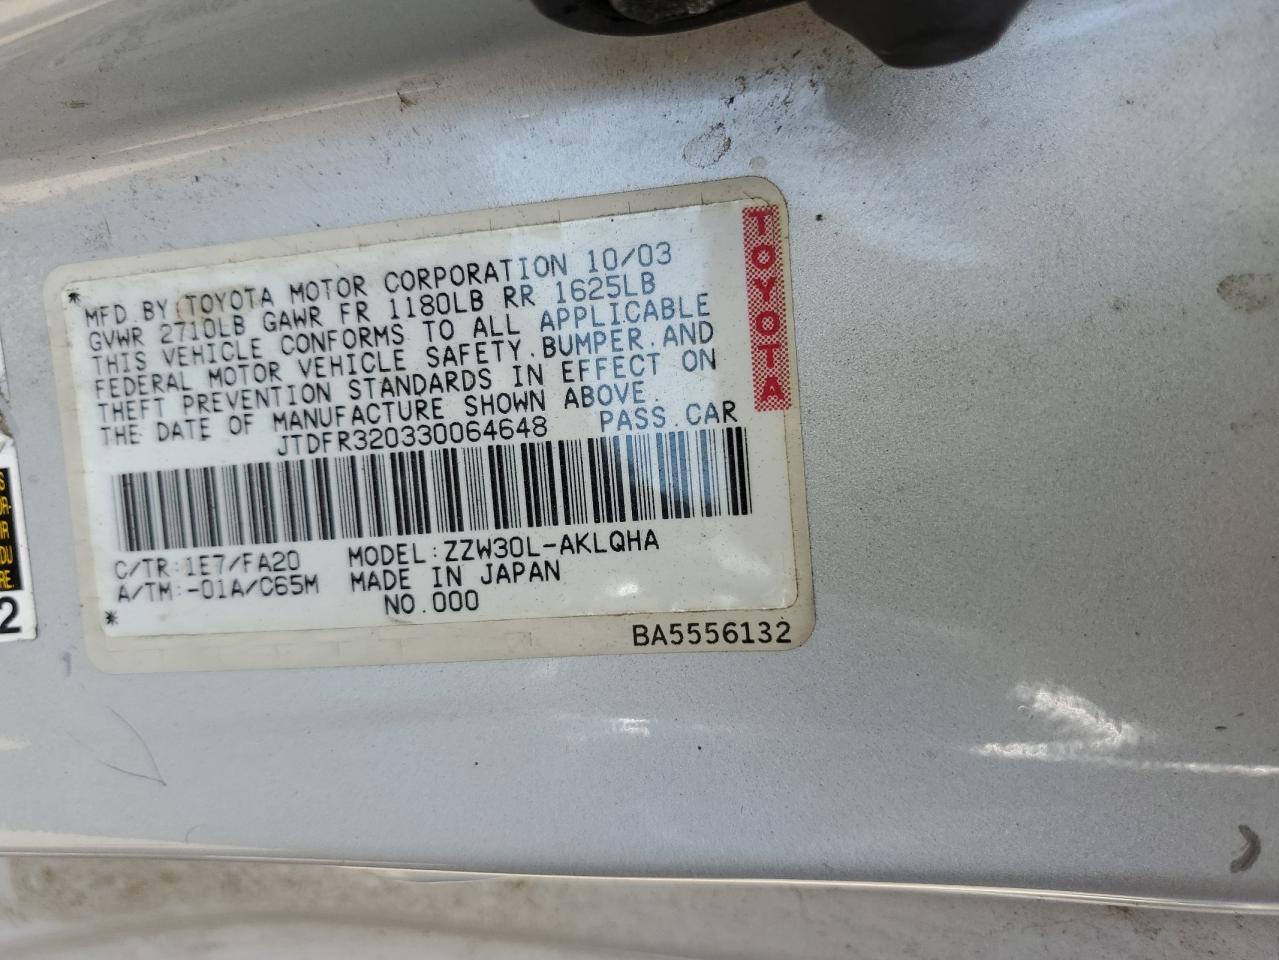 MFD.BY TOYOTA MOTOR CORPORATION 10/03
GVWR 2710LB GAWR FR 1180LB RR 1625LB
THIS VEHICLE CONFORMS TO ALL APPLICABLE
FEDERAL MOTOR VEHICLE SAFETY,BUMPER,AND
THEFT PREVENTION STANDARDS IN EFFECT ON
THE DATE OF MANUFACTURE SHOWN ABOVE.
JTDFR320330064648 PASS.CAR
C/TR:1E7/FA20 MODEL:ZZW30L-AKLQHA
A/TM:-01A/C65M MADE IN JAPAN
NO.000
BA5556132
TOYOTA
2